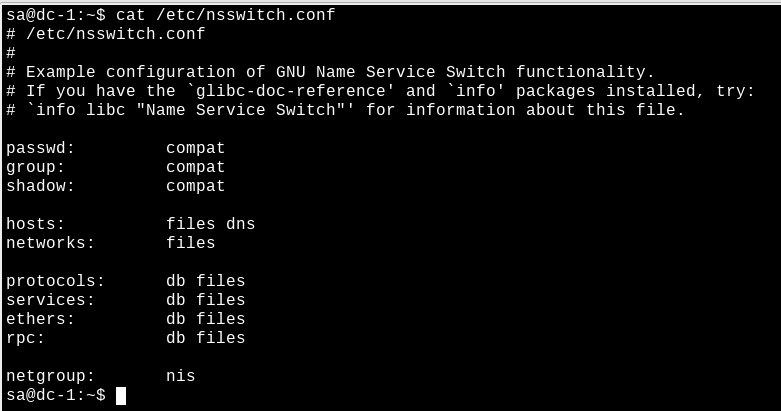 sa@dc-1:~$ cat /etc/nsswitch.conf
# /etc/nsswitch.conf
#
# Example configuration of GNU Name Service Switch functionality.
# If you have the `glibc-doc-reference' and `info' packages installed, try:
# `info libc "Name Service Switch"' for information about this file.

passwd:         compat
group:          compat
shadow:         compat

hosts:          files dns
networks:       files

protocols:      db files
services:       db files
ethers:         db files
rpc:            db files

netgroup:       nis
sa@dc-1:~$